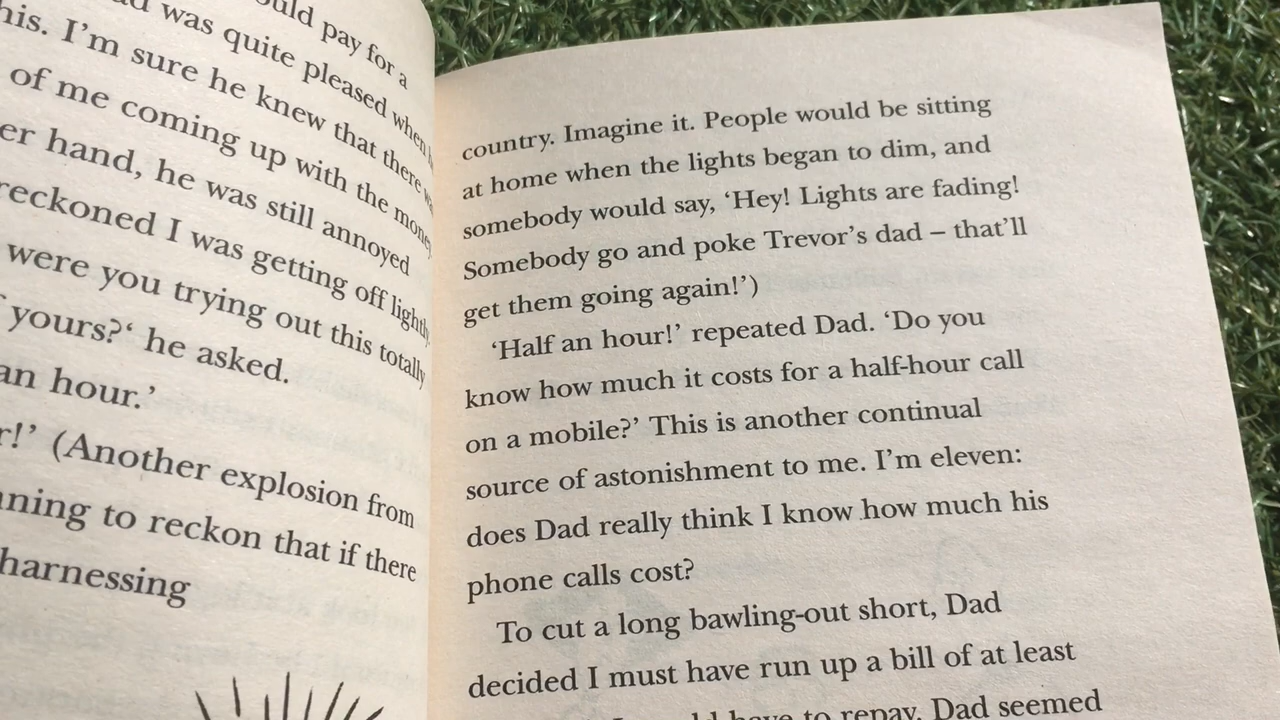 ould pay for a
was quite pleased when
his. I'm sure he knew that there
of me coming up with the money
er hand, he was still annoyed
reckoned I was getting off lightly
were you trying out this totally
yours?‘ he asked.
an hour.’
r!’ (Another explosion from
ning to reckon that if there
harnessing
country. Imagine it. People would be sitting
at home when the lights began to dim, and
somebody would say, ‘Hey! Lights are fading!
Somebody go and poke Trevor’s dad – that’ll
get them going again!’)
‘Half an hour!’ repeated Dad. ‘Do you
know how much it costs for a half-hour call
on a mobile?’ This is another continual
source of astonishment to me. I’m eleven:
does Dad really think I know how much his
phone calls cost?
To cut a long bawling-out short, Dad
decided I must have run up a bill of at least
have to repay. Dad seemed